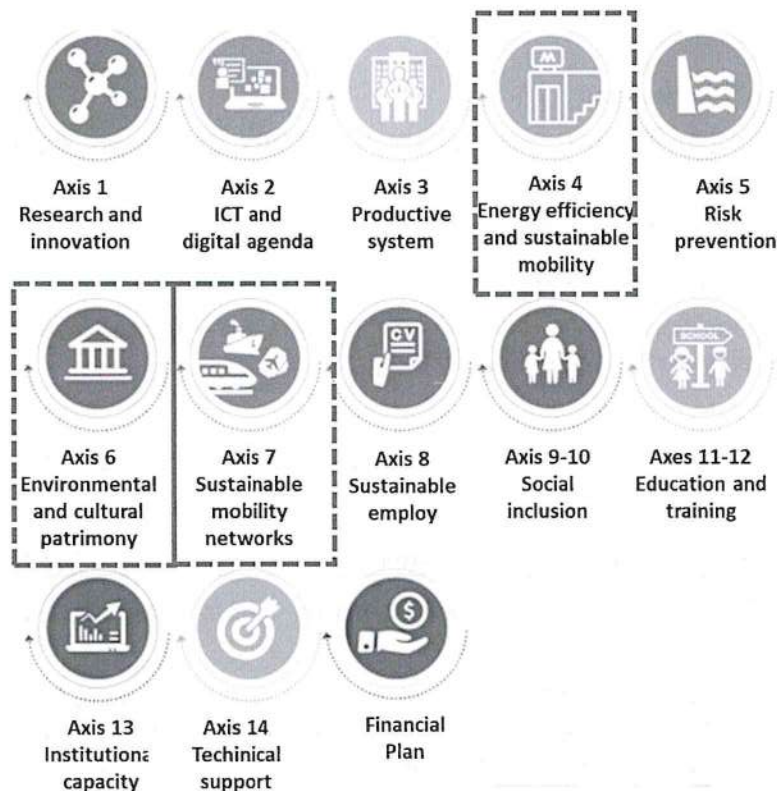 Axis 1
Research and
innovation
Axis 2
ICT and
digital agenda
Axis 3
Productive
system
M
Axis 4
Energy efficiency
and sustainable
mobility
Axis 5
Risk
prevention
Axis 6
Environmental
and cultural
patrimony
Axis 7
Sustainable
mobility
networks
CV
Axis 8
Sustainable
employ
Axis 9-10
Social
inclusion
SCHOOL
Axes 11-12
Education and
training
Axis 13
Institutiona
capacity
Axis 14
Techinical
support
$
Financial
Plan